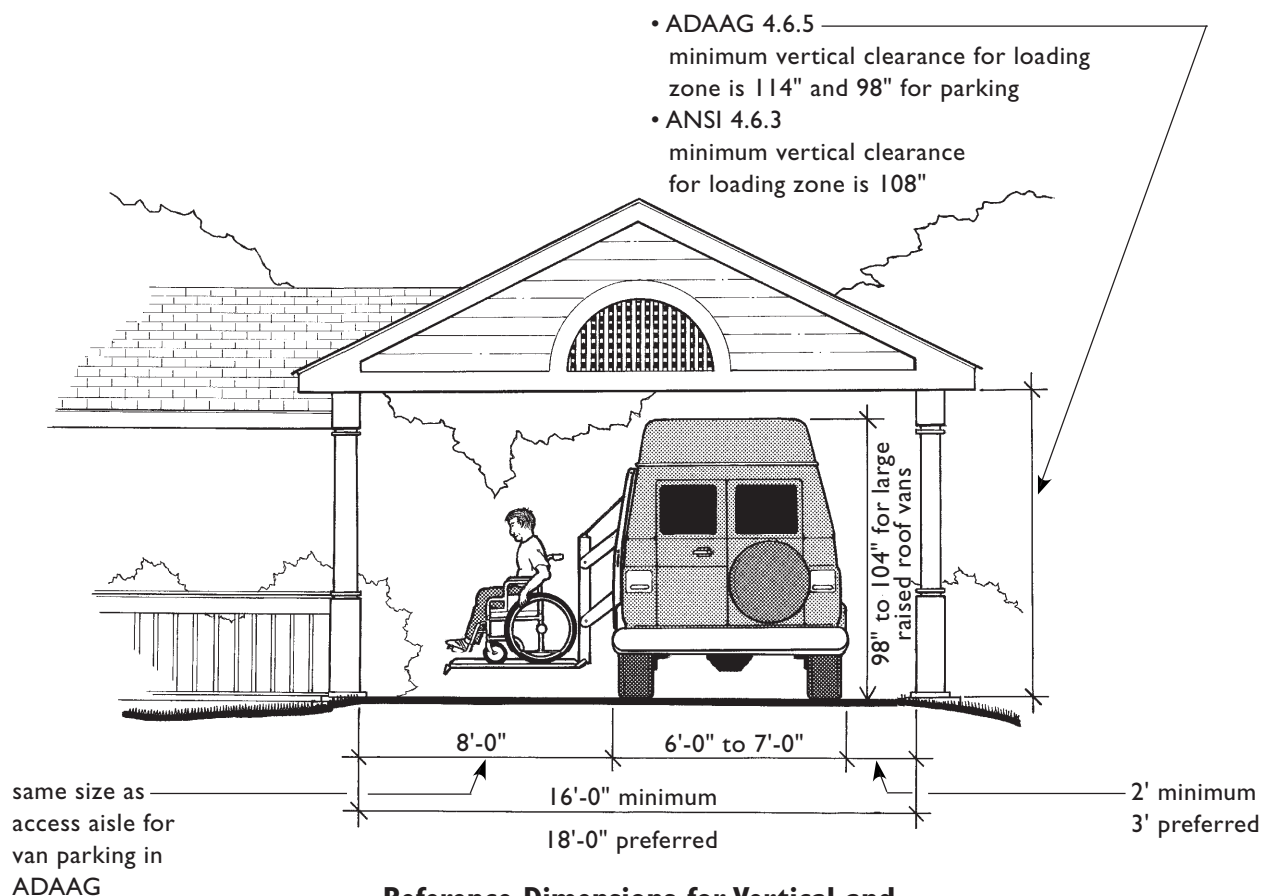 • ADAAG 4.6.5
minimum vertical clearance for loading
zone is 114" and 98" for parking
• ANSI 4.6.3
minimum vertical clearance
for loading zone is 108"
98" to 104" for large
raised roof vans
8'-0"
6'-0" to 7'-0"
same size as
access aisle for
van parking in
ADAAG
16'-0" minimum
18'-0" preferred
2' minimum
3' preferred
Reference Dimensions for Vertical and